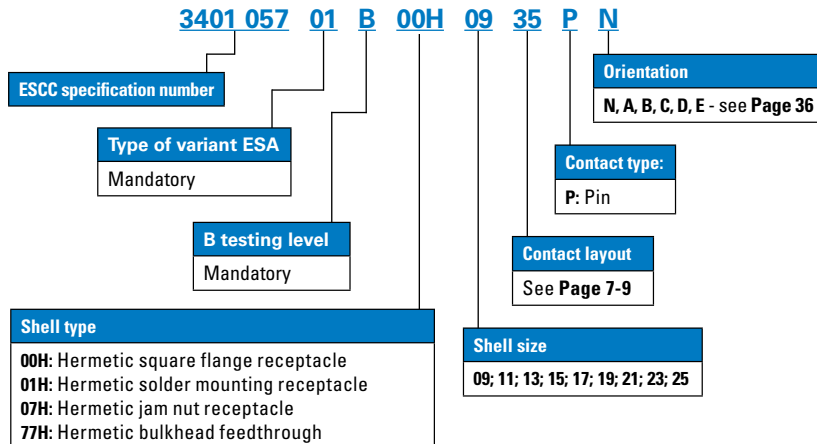 3401 057 01 B 00H 09 35 P N
ESCC specification number
Orientation
N, A, B, C, D, E - see Page 36
Type of variant ESA
Mandatory
Contact type:
P: Pin
B testing level
Mandatory
Contact layout
See Page 7-9
Shell type
00H: Hermetic square flange receptacle
01H: Hermetic solder mounting receptacle
07H: Hermetic jam nut receptacle
77H: Hermetic bulkhead feedthrough
Shell size
09; 11; 13; 15; 17; 19; 21; 23; 25